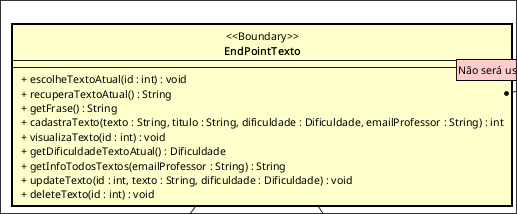 <<Boundary>>
EndPointTexto
Não será us
+ escolheTextoAtual(id : int) : void
+ recuperaTextoAtual() : String
+ getFrase() : String
+ cadastraTexto(texto : String, titulo : String, dificuldade : Dificuldade, emailProfessor : String) : int
+ visualizaTexto(id : int) : void
+ getDificuldadeTextoAtual() : Dificuldade
+ getInfoTodosTextos(emailProfessor : String) : String
+ updateTexto(id : int, texto : String, dificuldade : Dificuldade) : void
+ deleteTexto(id : int) : void